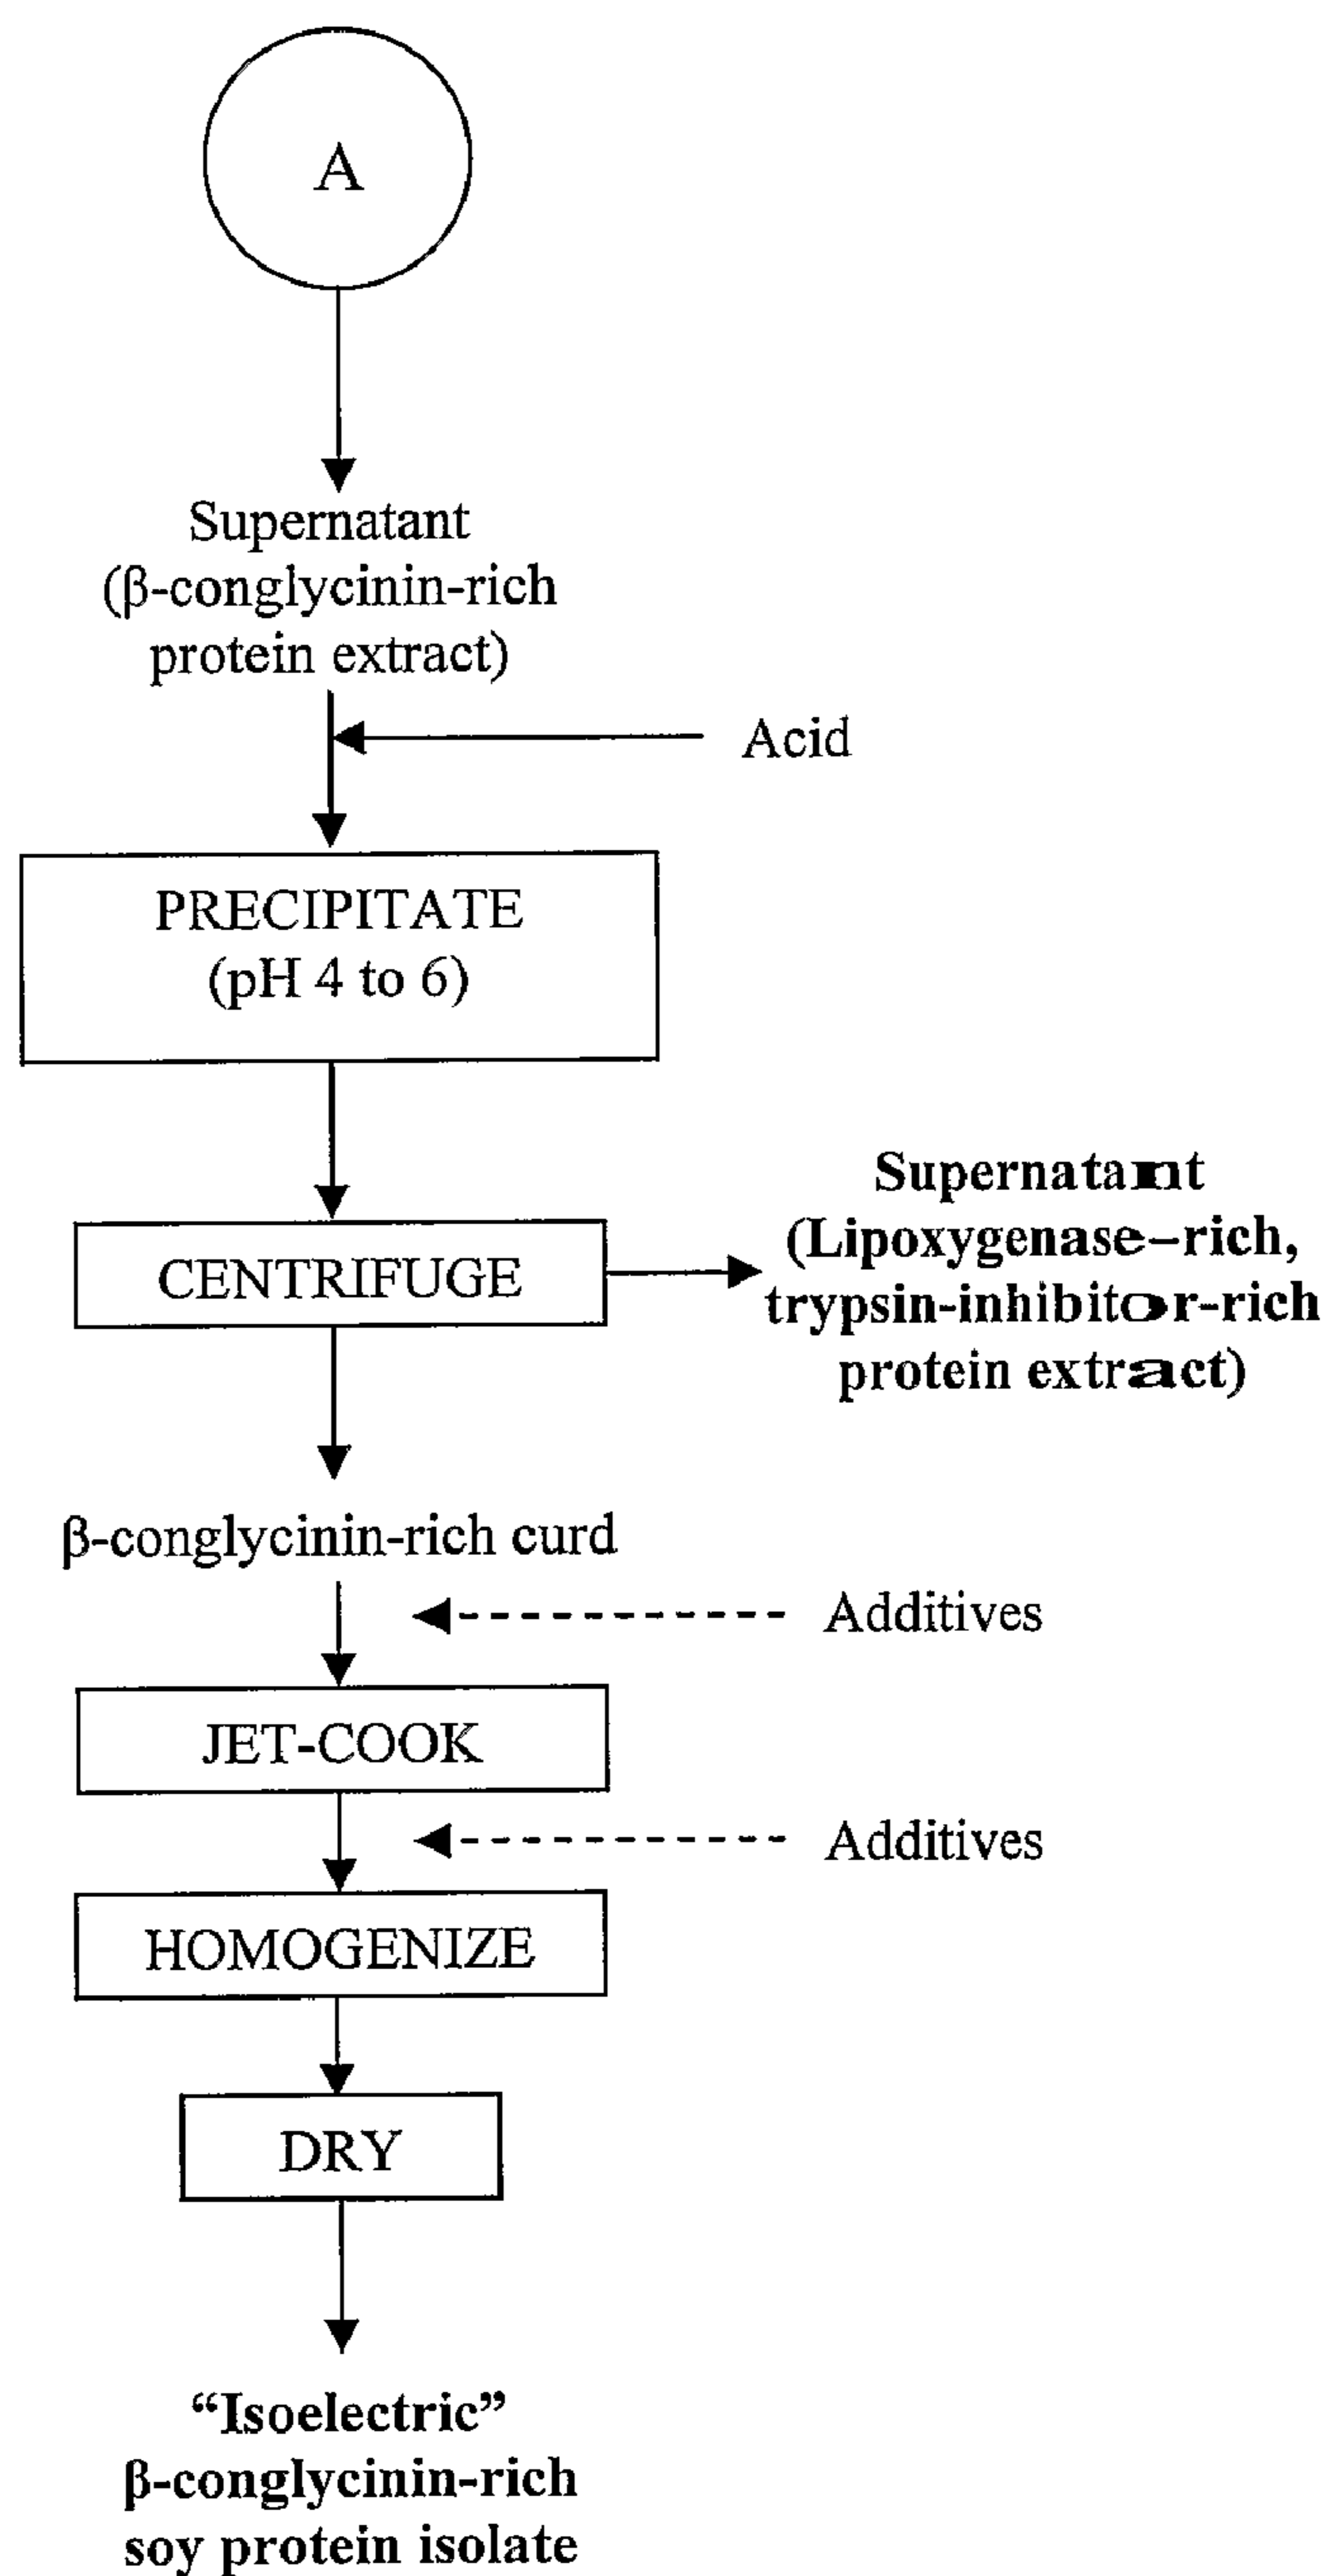 A
Supernatant
(β-conglycinin-rich
protein extract)
Acid
PRECIPITATE
(pH 4 to 6)
CENTRIFUGE
Supernatant
(Lipoxygenase-rich,
trypsin-inhibitor-rich
protein extract)
β-conglycinin-rich curd
Additives
JET-COOK
Additives
HOMOGENIZE
DRY
“Isoelectric”
β-conglycinin-rich
soy protein isolate